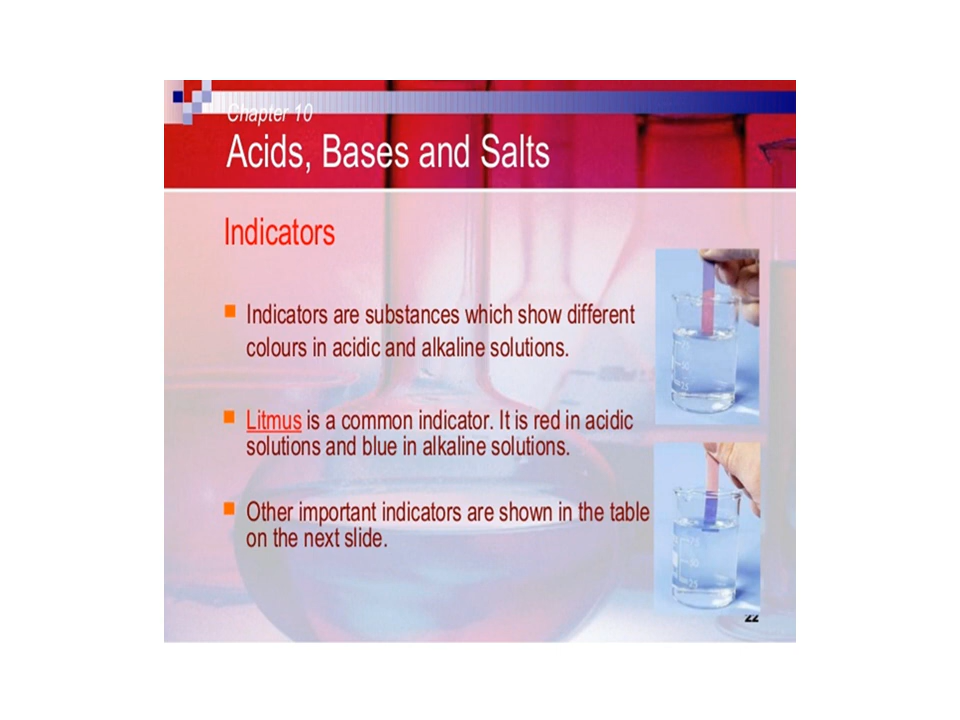 Chapter 10
Acids, Bases and Salts
Indicators
Indicators are substances which show different
colours in acidic and alkaline solutions.
Litmus is a common indicator. It is red in acidic
solutions and blue in alkaline solutions.
Other important indicators are shown in the table
on the next slide.
22